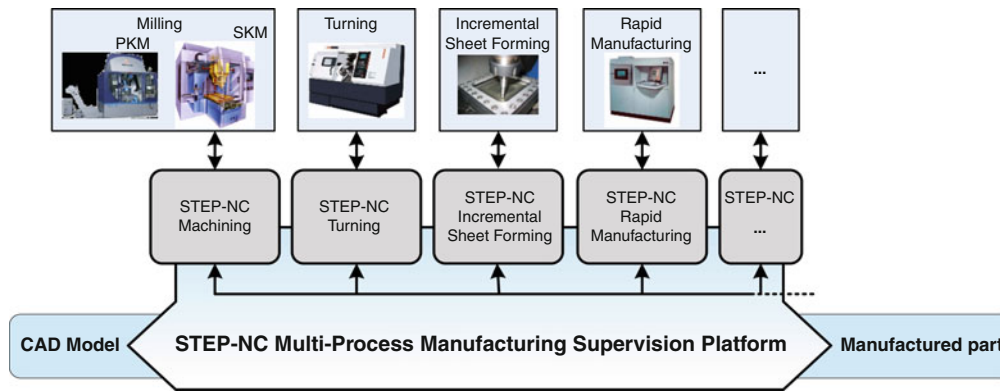 Milling
PKM
SKM
Turning
Incremental
Sheet Forming
Rapid
Manufacturing
...
STEP-NC
Machining
STEP-NC
Turning
STEP-NC
Incremental
Sheet Forming
STEP-NC
Rapid
Manufacturing
STEP-NC
...
CAD Model
STEP-NC Multi-Process Manufacturing Supervision Platform
Manufactured part